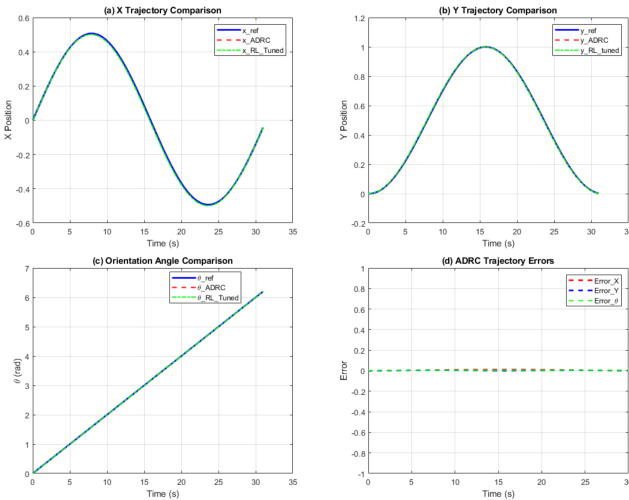 (a) X Trajectory Comparison
0.6
0.4
0.2
0
-0.2
-0.4
-0.6
X Position
x_ref
x_ADRC
x_RL_Tuned
0 5 10 15 20 25 30 35
Time (s)
(b) Y Trajectory Comparison
1.2
1
0.8
0.6
0.4
0.2
0
-0.2
Y Position
y_ref
y_ADRC
y_RL_tuned
0 5 10 15 20 25 30
Time (s)
(c) Orientation Angle Comparison
7
6
5
4
3
2
1
0
θ (rad)
θ_ref
θ_ADRC
θ_RL_Tuned
0 5 10 15 20 25 30 35
Time (s)
(d) ADRC Trajectory Errors
1
0.8
0.6
0.4
0.2
0
-0.2
-0.4
-0.6
-0.8
-1
Error
Error_X
Error_Y
Error_θ
0 5 10 15 20 25 30
Time (s)